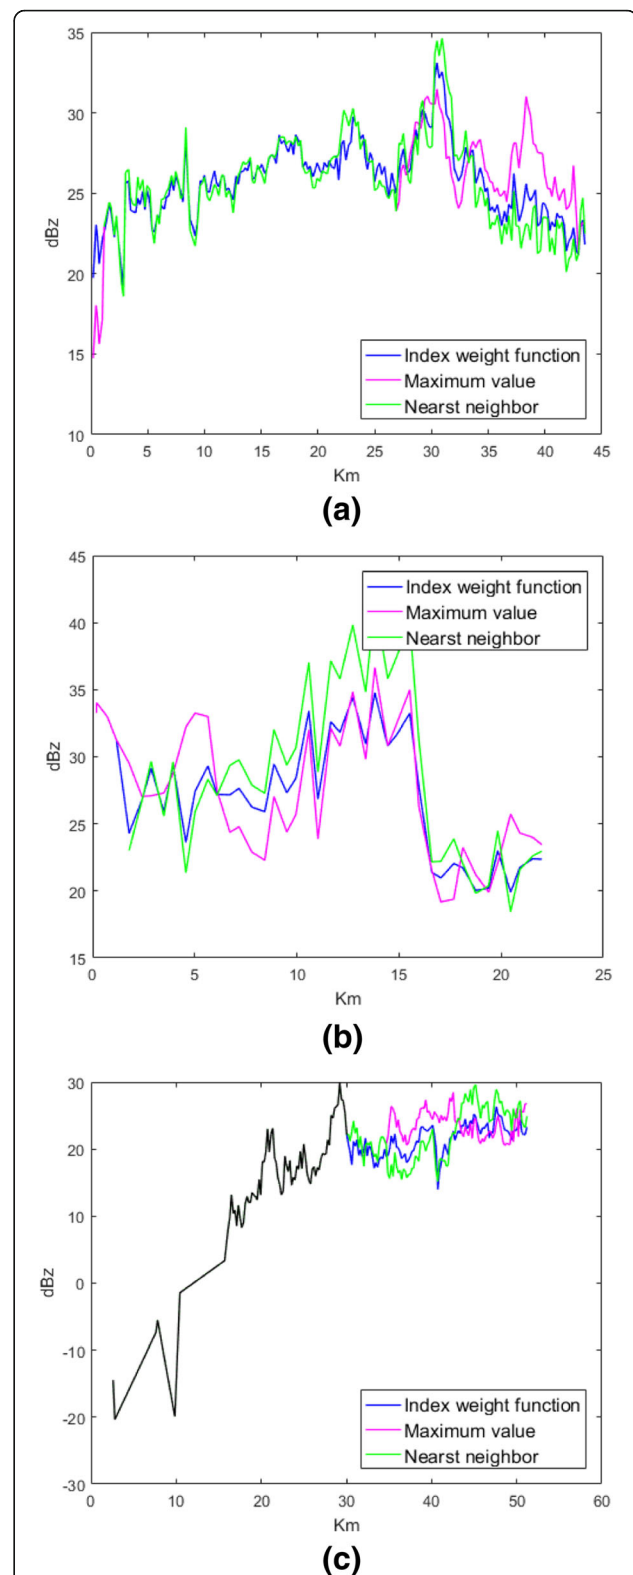 35
30
25
20
15
10
dBz
Index weight function
Maximum value
Nearst neighbor
0 5 10 15 20 25 30 35 40 45
Km
(a)
45
40
35
30
25
20
15
dBz
Index weight function
Maximum value
Nearst neighbor
0 5 10 15 20 25
Km
(b)
30
20
10
0
-10
-20
-30
dBz
Index weight function
Maximum value
Nearst neighbor
0 10 20 30 40 50 60
Km
(c)